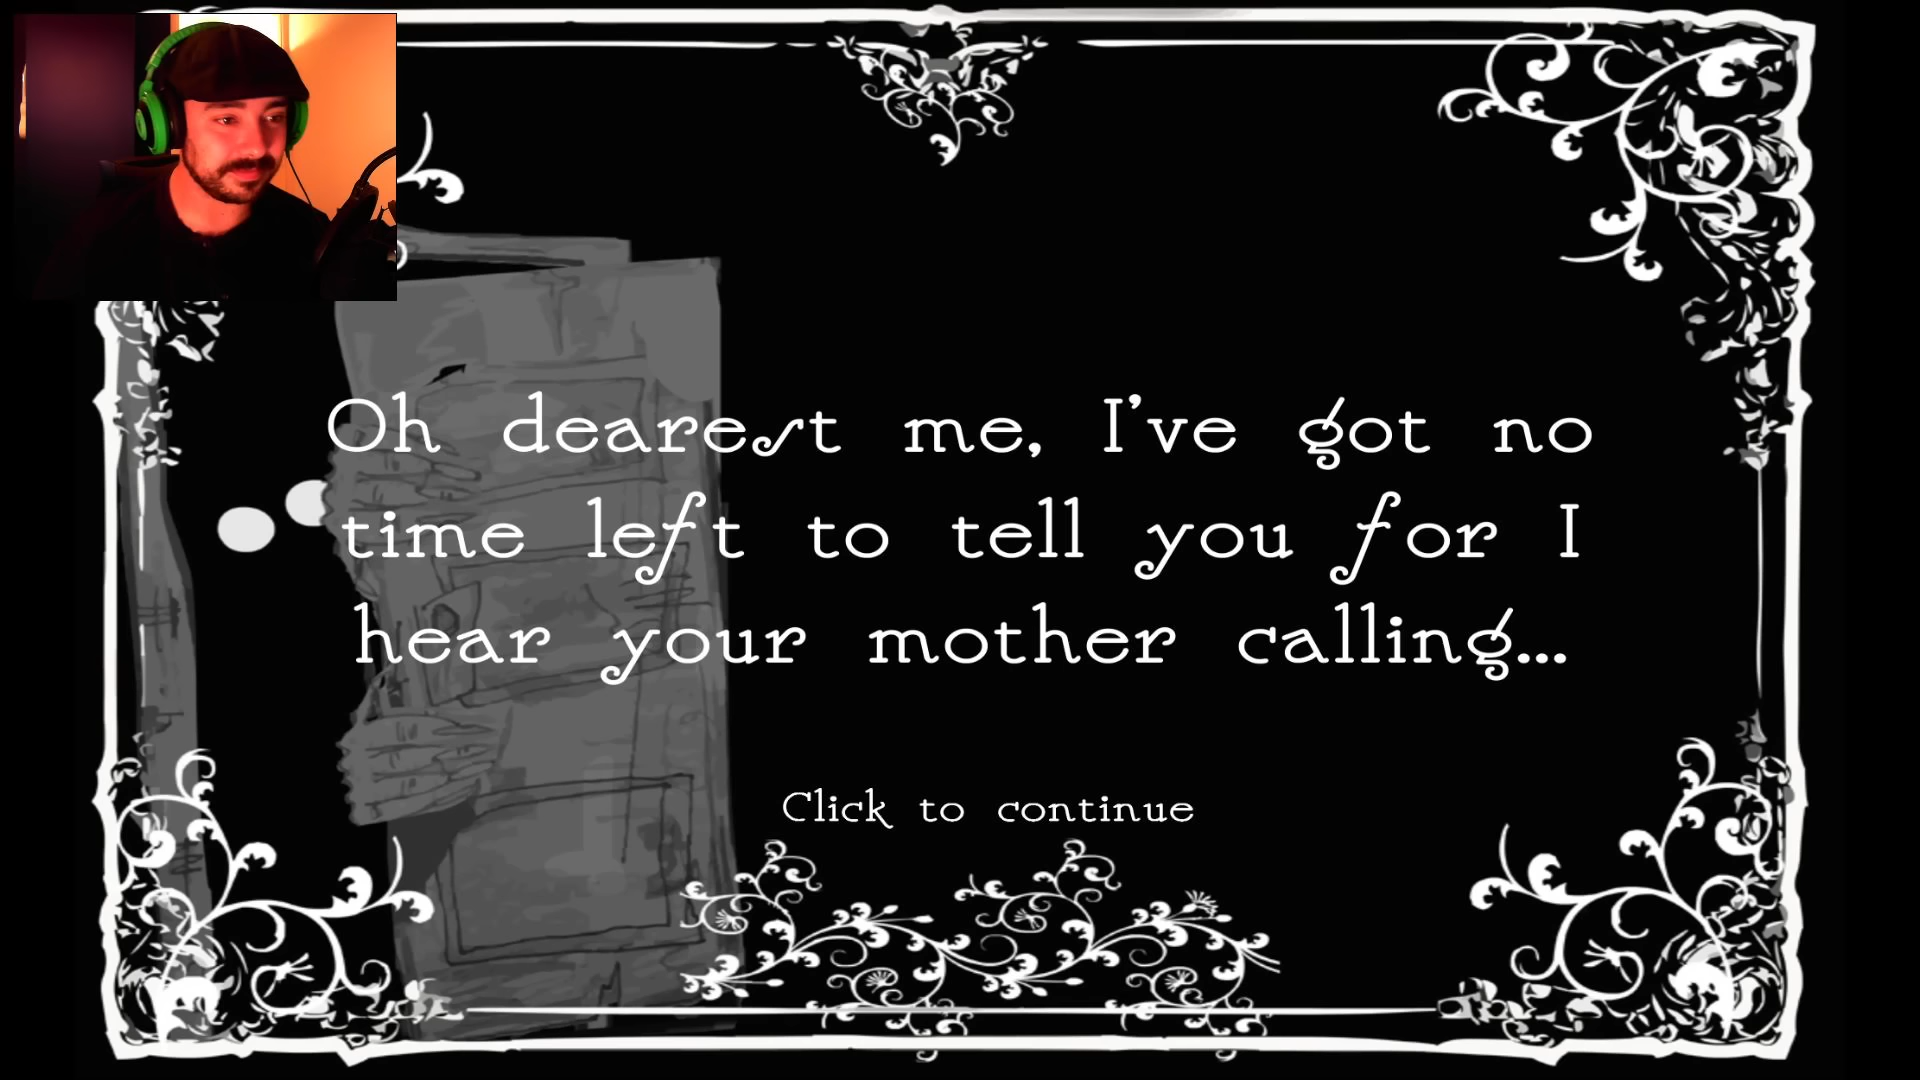 Oh dearest me, I've got no
time left to tell you for I
hear your mother calling...
Click to continue